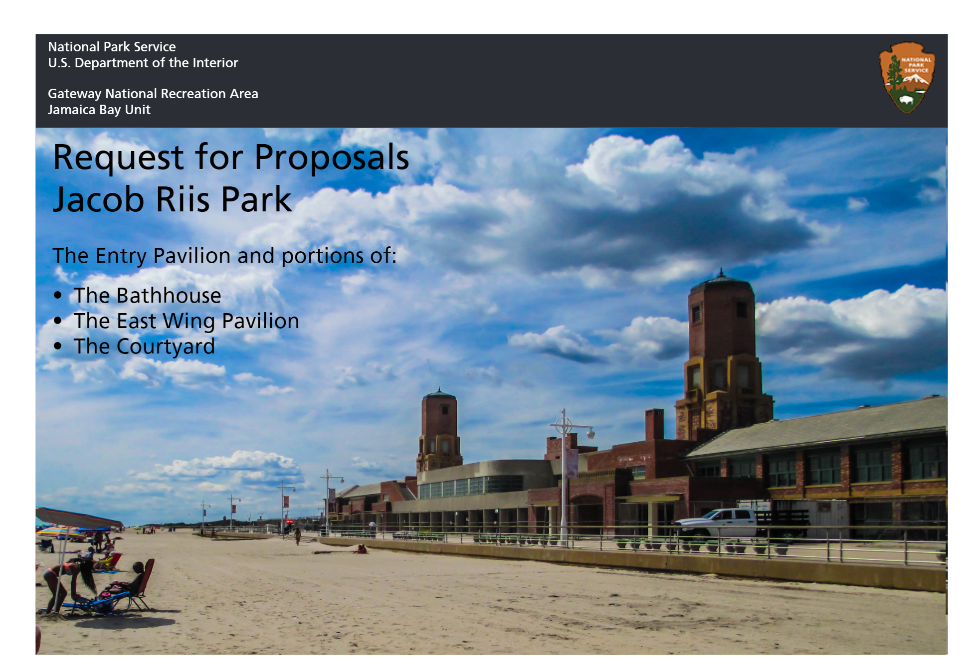 National Park Service
U.S. Department of the Interior
Gateway National Recreation Area
Jamaica Bay Unit
NATIONAL
PARK
SERVICE
Request for Proposals
Jacob Riis Park
The Entry Pavilion and portions of:
• The Bathhouse
• The East Wing Pavilion
• The Courtyard